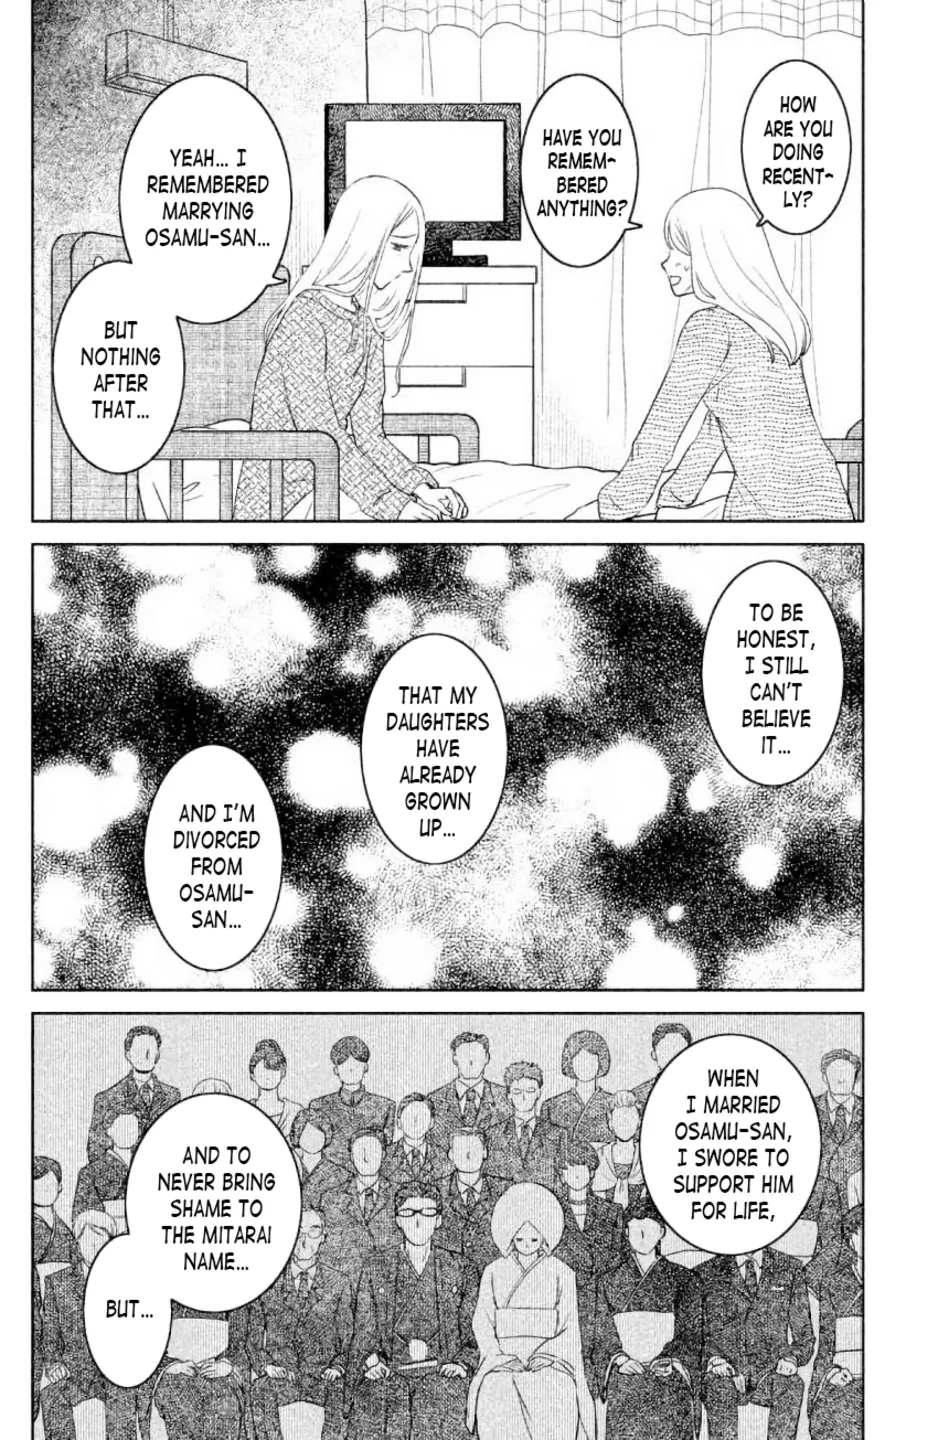 HOW
ARE YOU
DOING
RECENT~
LY?
HAVE YOU
REMEM~
BERED
ANYTHING?
YEAH... I
REMEMBERED
MARRYING
OSAMU-SAN...
BUT
NOTHING
AFTER
THAT...
TO BE
HONEST,
I STILL
CAN'T
BELIEVE
IT...
THAT MY
DAUGHTERS
HAVE
ALREADY
GROWN
UP...
AND I'M
DIVORCED
FROM
OSAMU-
SAN...
WHEN
I MARRIED
OSAMU-SAN,
I SWORE TO
SUPPORT HIM
FOR LIFE,
AND TO
NEVER BRING
SHAME TO
THE MITARAI
NAME...
BUT...